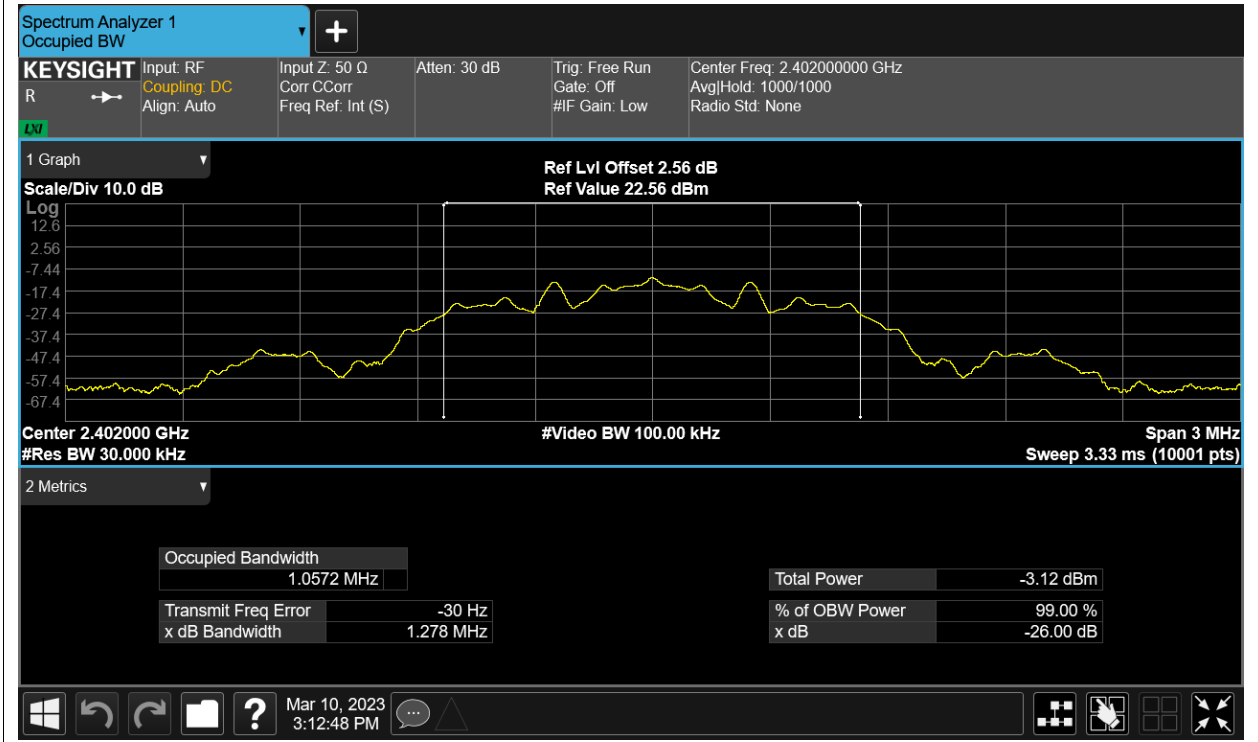 Spectrum Analyzer 1
Occupied BW
KEYSIGHT
R
LXI
Input: RF
Coupling: DC
Align: Auto
Input Z: 50 Ω
Corr CCorr
Freq Ref: Int (S)
Atten: 30 dB
Trig: Free Run
Gate: Off
#IF Gain: Low
Center Freq: 2.402000000 GHz
Avg|Hold: 1000/1000
Radio Std: None
1 Graph
Scale/Div 10.0 dB
Ref Lvl Offset 2.56 dB
Ref Value 22.56 dBm
Log
12.6
2.56
-7.44
-17.4
-27.4
-37.4
-47.4
-57.4
-67.4
Center 2.402000 GHz
#Video BW 100.00 kHz
Span 3 MHz
#Res BW 30.000 kHz
Sweep 3.33 ms (10001 pts)
2 Metrics
Occupied Bandwidth
1.0572 MHz
Total Power -3.12 dBm
Transmit Freq Error -30 Hz
% of OBW Power 99.00 %
x dB Bandwidth 1.278 MHz
x dB -26.00 dB
?
Mar 10, 2023
3:12:48 PM